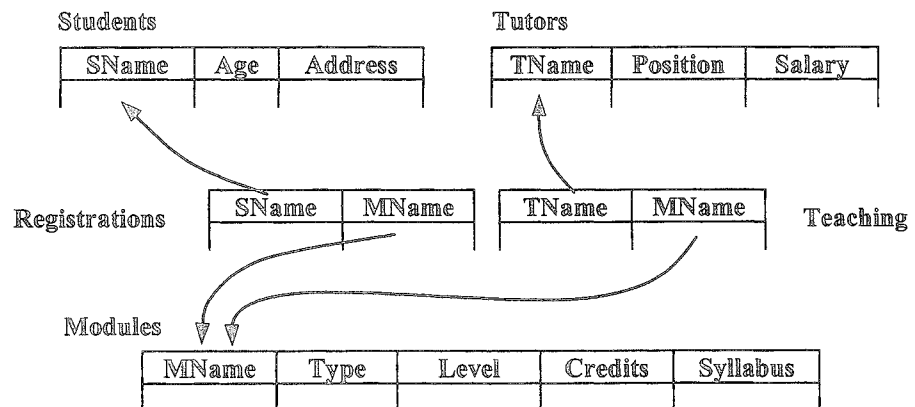 Students Tutors
SName Age Address TName Position Salary
Registrations SName MName TName MName Teaching
Modules
MName Type Level Credits Syllabus